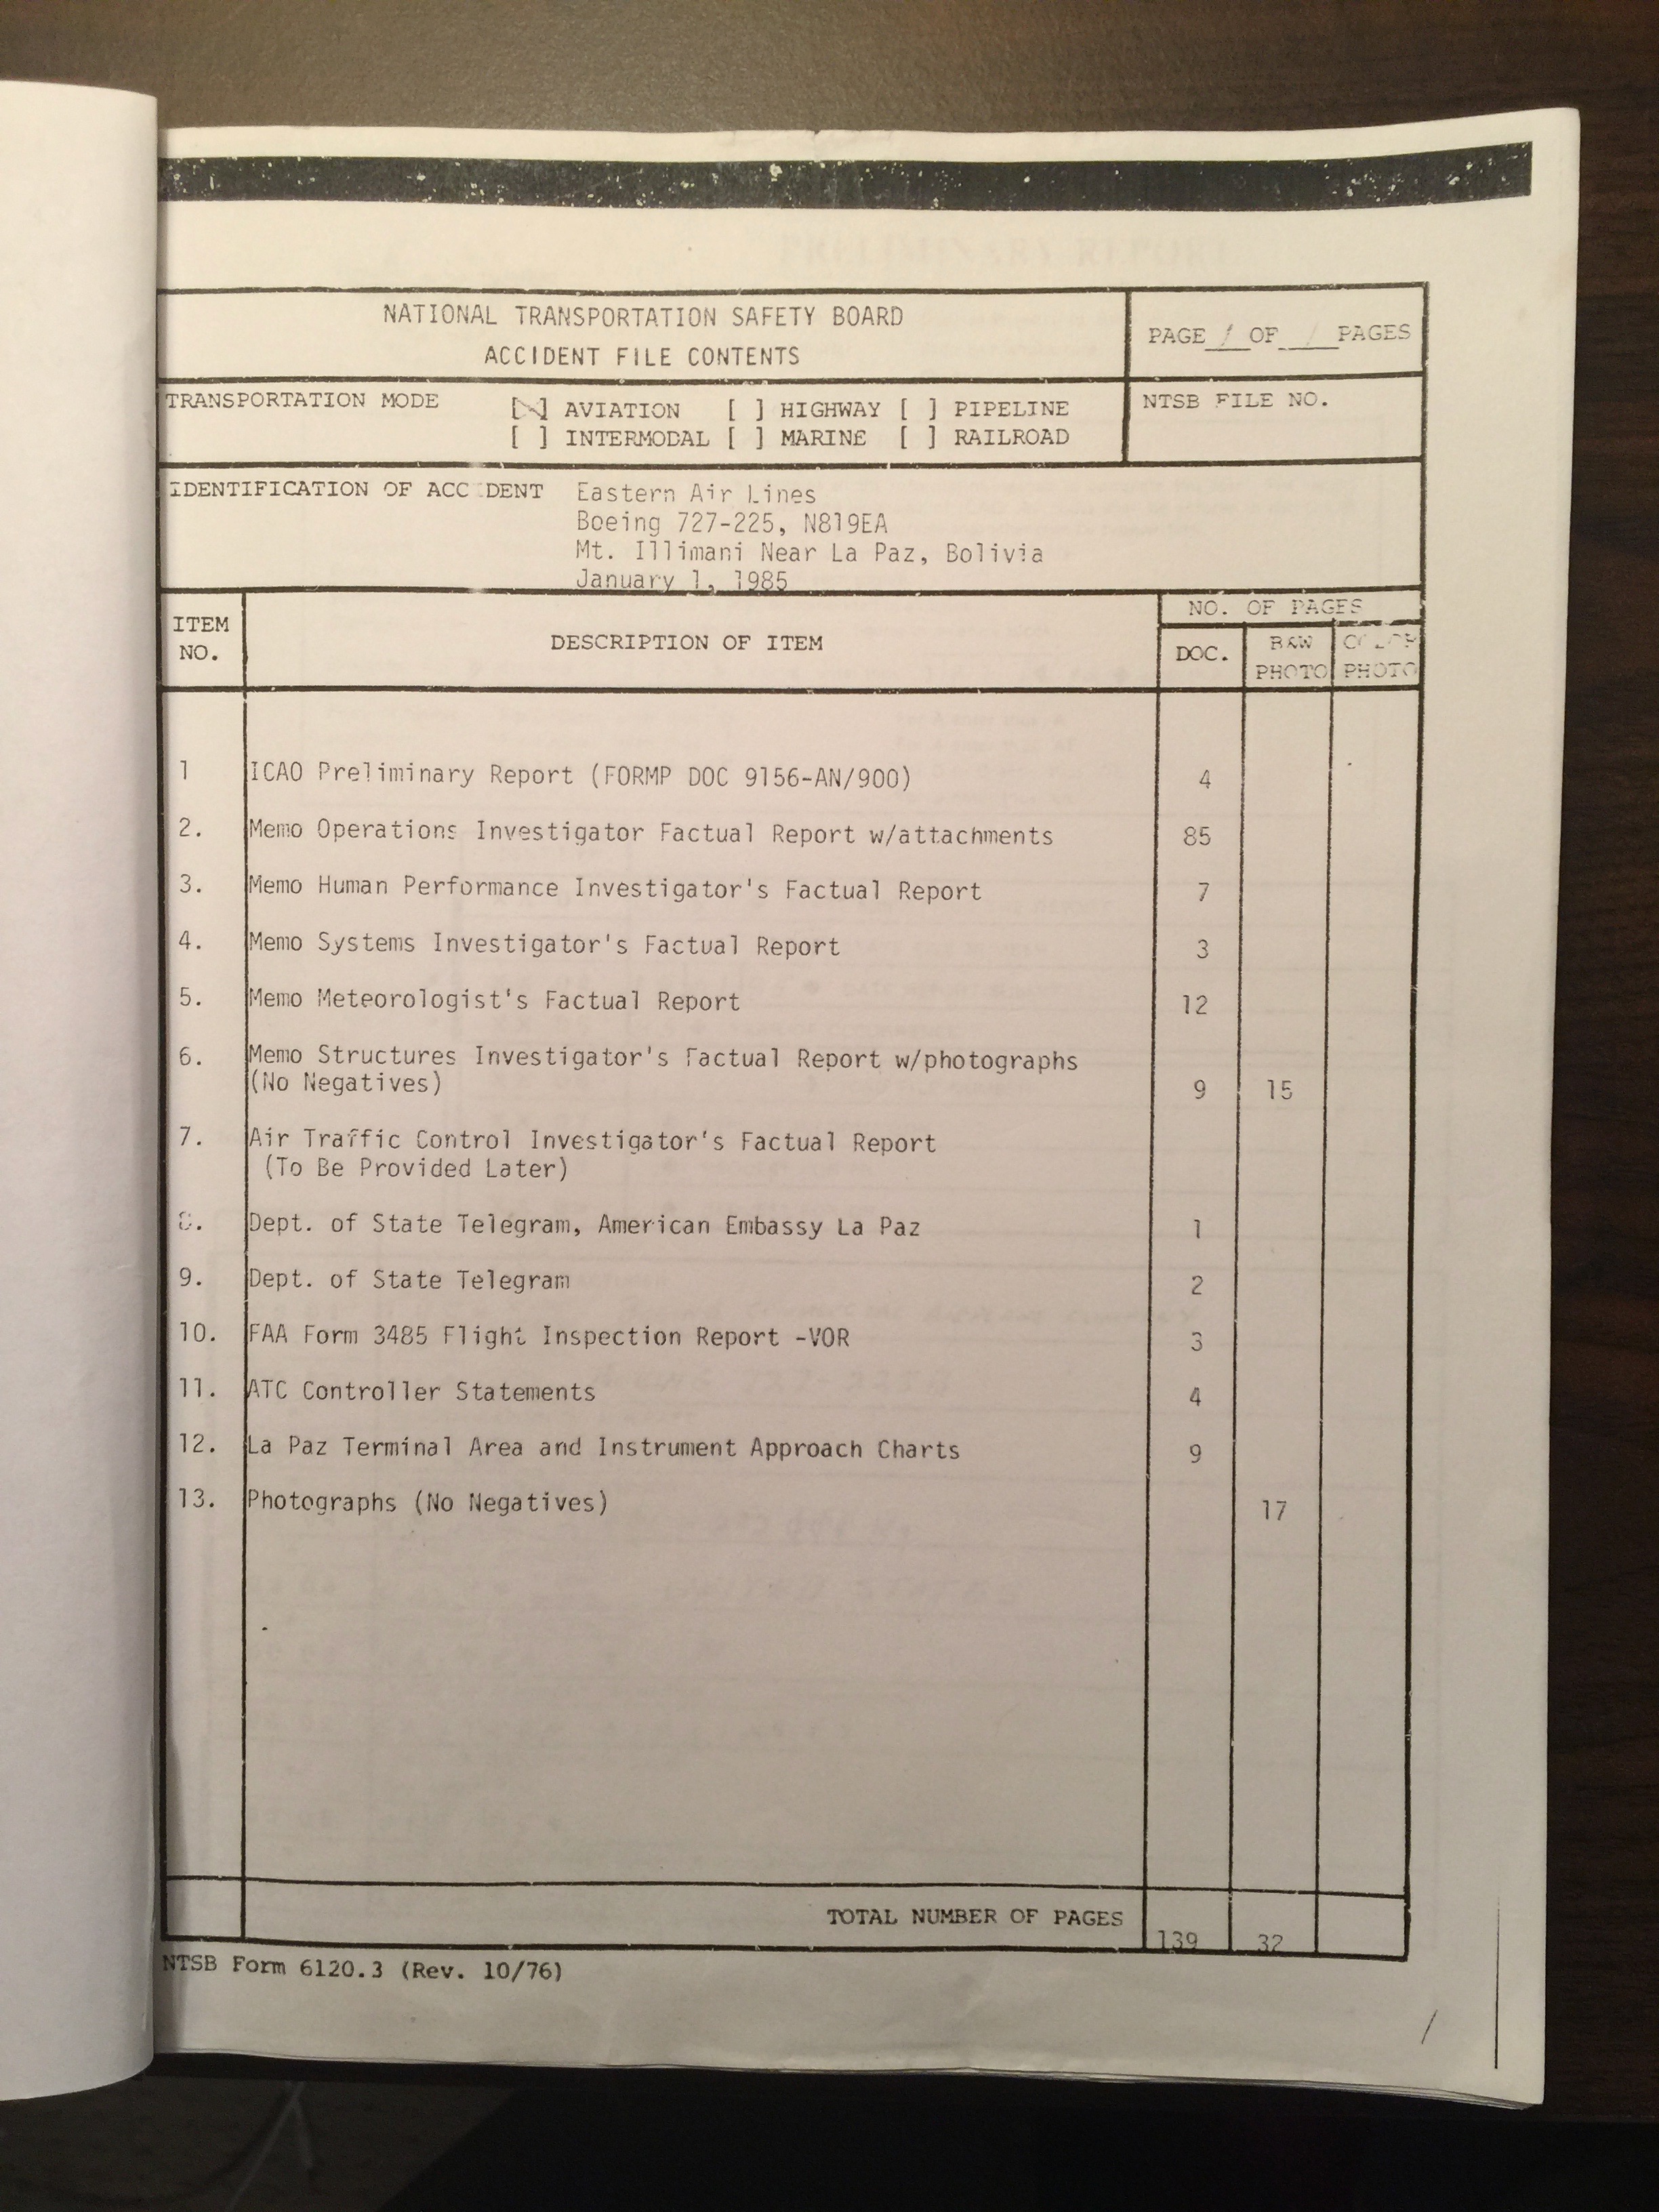 NATIONAL TRANSPORTATION SAFETY BOARD
ACCIDENT FILE CONTENTS
PAGE / OF / PAGES
TRANSPORTATION MODE
[X] AVIATION [ ] HIGHWAY [ ] PIPELINE
[ ] INTERMODAL [ ] MARINE [ ] RAILROAD
NTSB FILE NO.
IDENTIFICATION OF ACCIDENT Eastern Air Lines
Boeing 727-225, N819EA
Mt. Illimani Near La Paz, Bolivia
January 1, 1985
ITEM NO.
DESCRIPTION OF ITEM
NO. OF PAGES
DOC.
B&W PHOTO
COLOR PHOTO
1 ICAO Preliminary Report (FORMP DOC 9156-AN/900) 4
2. Memo Operations Investigator Factual Report w/attachments 85
3. Memo Human Performance Investigator's Factual Report 7
4. Memo Systems Investigator's Factual Report 3
5. Memo Meteorologist's Factual Report 12
6. Memo Structures Investigator's Factual Report w/photographs
(No Negatives) 9 15
7. Air Traffic Control Investigator's Factual Report
(To Be Provided Later)
8. Dept. of State Telegram, American Embassy La Paz 1
9. Dept. of State Telegram 2
10. FAA Form 3485 Flight Inspection Report -VOR 3
11. ATC Controller Statements 4
12. La Paz Terminal Area and Instrument Approach Charts 9
13. Photographs (No Negatives) 17
TOTAL NUMBER OF PAGES 139 32
NTSB Form 6120.3 (Rev. 10/76)
/